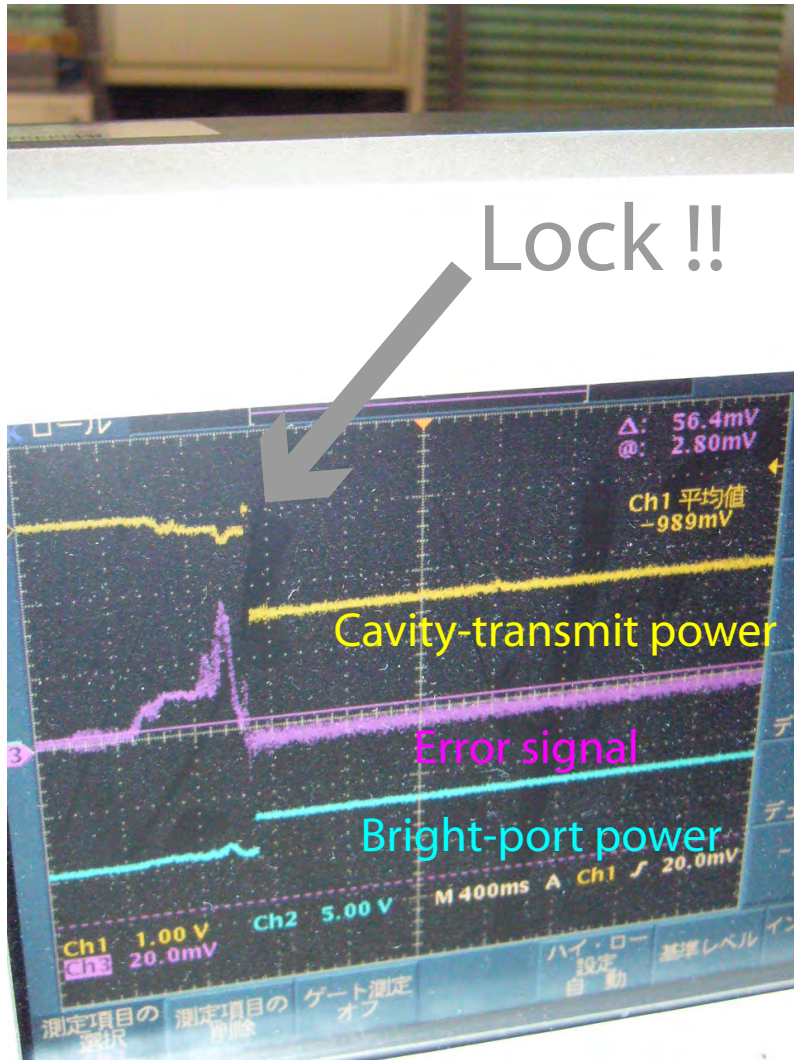 Lock !!
ロール
Δ: 56.4mV
@: 2.80mV
Ch1 平均値
-989mV
Cavity-transmit power
3
Error signal
Bright-port power
Ch1 1.00 V
Ch2 5.00 V
M 400ms A Ch1 20.0mV
Ch3 20.0mV
測定項目の
選択
測定項目の
削除
ゲート測定
オフ
ハイ・ロー
設定
自動
基準レベル